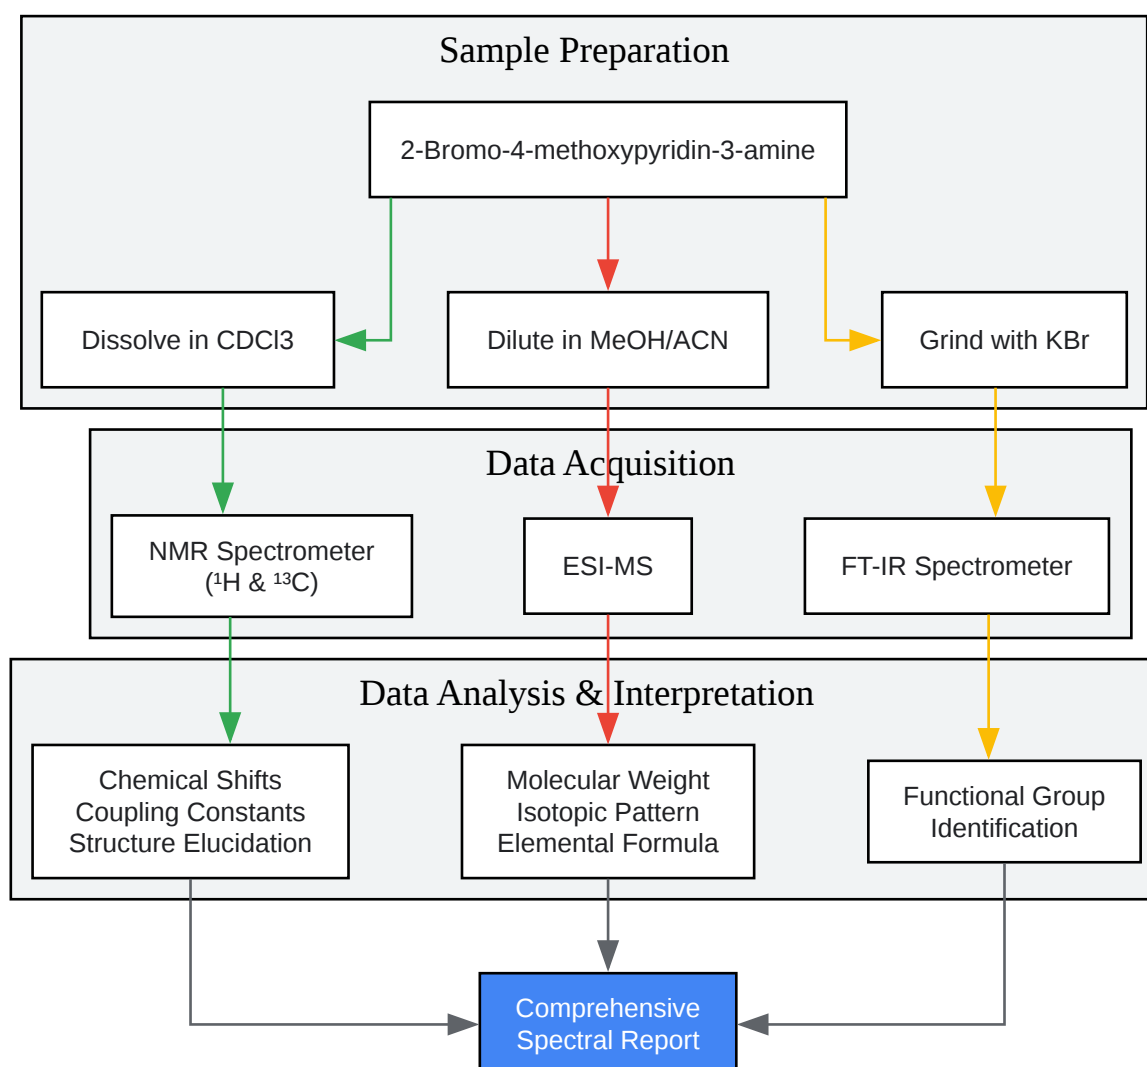 Sample Preparation
2-Bromo-4-methoxypyridin-3-amine
Dissolve in CDCl3
Dilute in MeOH/ACN
Grind with KBr
Data Acquisition
NMR Spectrometer
(¹H & ¹³C)
ESI-MS
FT-IR Spectrometer
Data Analysis & Interpretation
Chemical Shifts
Coupling Constants
Structure Elucidation
Molecular Weight
Isotopic Pattern
Elemental Formula
Functional Group
Identification
Comprehensive
Spectral Report